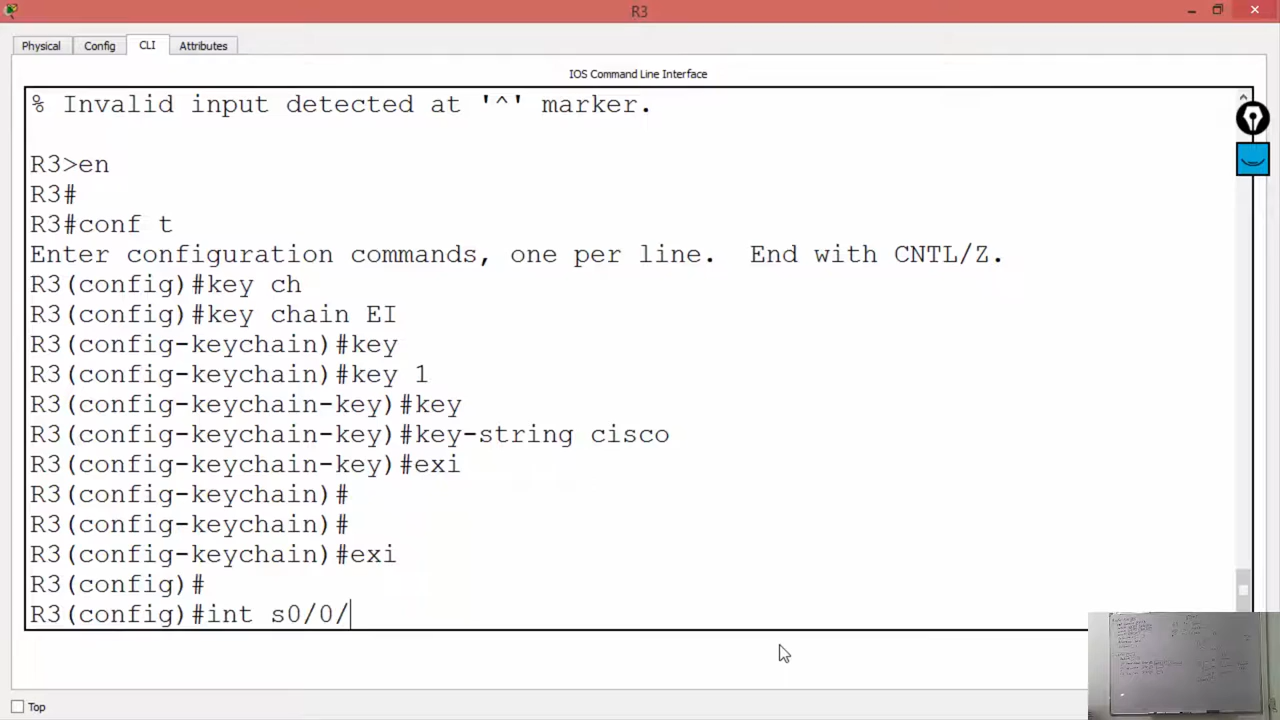 R3
Physical Config CLI Attributes
IOS Command Line Interface
% Invalid input detected at '^' marker.
R3>en
R3#
R3#conf t
Enter configuration commands, one per line.  End with CNTL/Z.
R3(config)#key ch
R3(config)#key chain EI
R3(config-keychain)#key
R3(config-keychain)#key 1
R3(config-keychain-key)#key
R3(config-keychain-key)#key-string cisco
R3(config-keychain-key)#exi
R3(config-keychain)#
R3(config-keychain)#
R3(config-keychain)#exi
R3(config)#
R3(config)#int s0/0/
Top